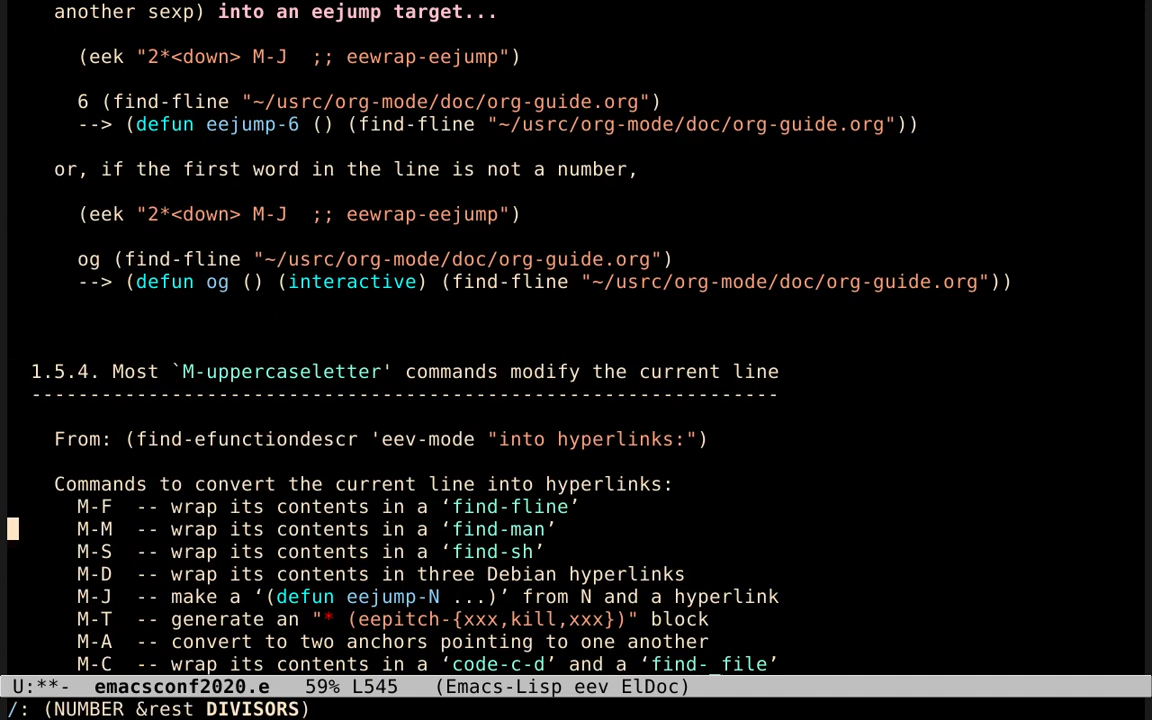 another sexp) into an eejump target...
(eek "2*<down> M-J  ;; eewrap-eejump")
6 (find-fline "~/usrc/org-mode/doc/org-guide.org")
--> (defun eejump-6 () (find-fline "~/usrc/org-mode/doc/org-guide.org"))
or, if the first word in the line is not a number,
(eek "2*<down> M-J  ;; eewrap-eejump")
og (find-fline "~/usrc/org-mode/doc/org-guide.org")
--> (defun og () (interactive) (find-fline "~/usrc/org-mode/doc/org-guide.org"))
1.5.4. Most `M-uppercaseletter' commands modify the current line
----------------------------------------------------------------
From: (find-efunctiondescr 'eev-mode "into hyperlinks:")
Commands to convert the current line into hyperlinks:
M-F  -- wrap its contents in a ‘find-fline’
M-M  -- wrap its contents in a ‘find-man’
M-S  -- wrap its contents in a ‘find-sh’
M-D  -- wrap its contents in three Debian hyperlinks
M-J  -- make a ‘(defun eejump-N ...)’ from N and a hyperlink
M-T  -- generate an "* (eepitch-{xxx,kill,xxx})" block
M-A  -- convert to two anchors pointing to one another
M-C  -- wrap its contents in a ‘code-c-d’ and a ‘find-_file’
U:**-  emacsconf2020.e   59% L545   (Emacs-Lisp eev ElDoc)
/: (NUMBER &rest DIVISORS)